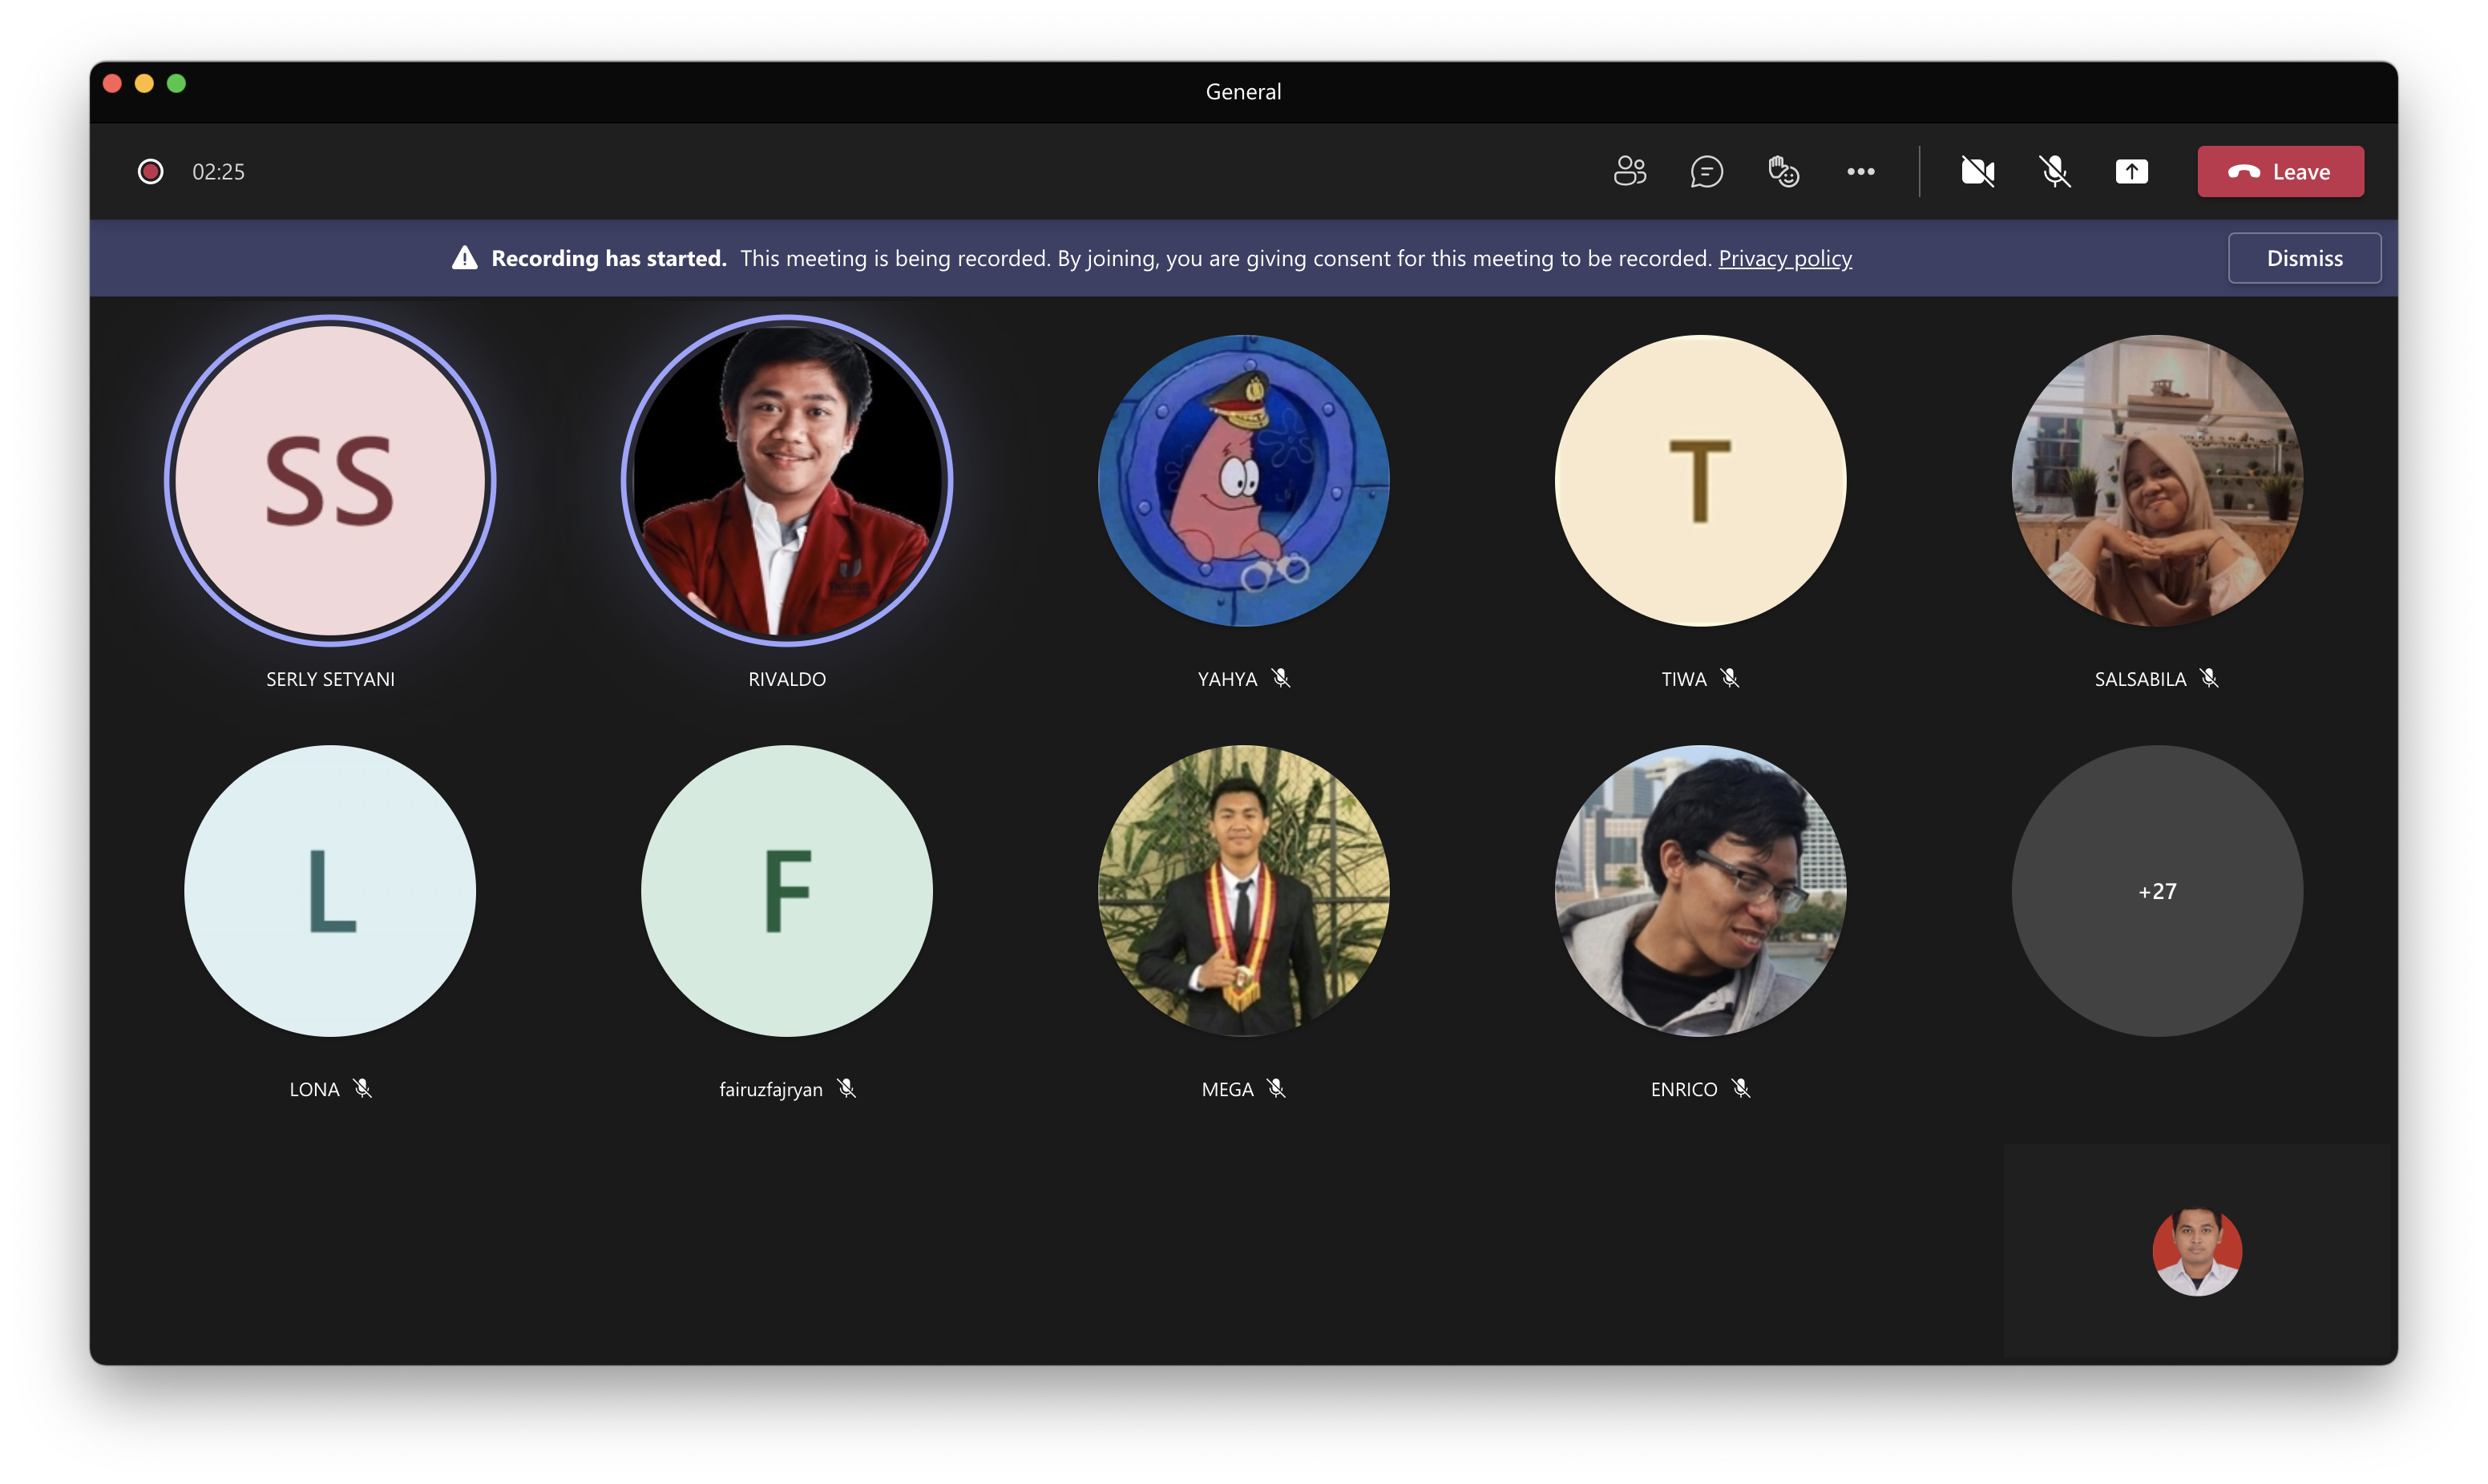 General
02:25
Leave
Recording has started. This meeting is being recorded. By joining, you are giving consent for this meeting to be recorded. Privacy policy
Dismiss
SS
T
SERLY SETYANI
RIVALDO
YAHYA
TIWA
SALSABILA
L
F
+27
LONA
fairuzfajryan
MEGA
ENRICO